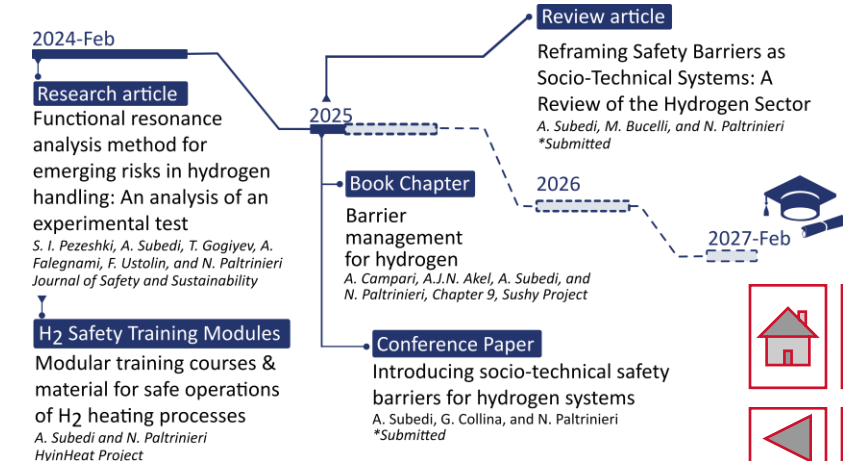 2024-Feb
Research article
Functional resonance
analysis method for
emerging risks in hydrogen
handling: An analysis of an
experimental test
S. I. Pezeshki, A. Subedi, T. Gogiyev, A.
Falegnami, F. Ustolin, and N. Paltrinieri
Journal of Safety and Sustainability
H2 Safety Training Modules
Modular training courses &
material for safe operations
of H2 heating processes
A. Subedi and N. Paltrinieri
HyinHeat Project
2025
Review article
Reframing Safety Barriers as
Socio-Technical Systems: A
Review of the Hydrogen Sector
A. Subedi, M. Bucelli, and N. Paltrinieri
*Submitted
Book Chapter
Barrier
management
for hydrogen
A. Campari, A.J.N. Akel, A. Subedi, and
N. Paltrinieri, Chapter 9, Sushy Project
Conference Paper
Introducing socio-technical safety
barriers for hydrogen systems
A. Subedi, G. Collina, and N. Paltrinieri
*Submitted
2026
2027-Feb